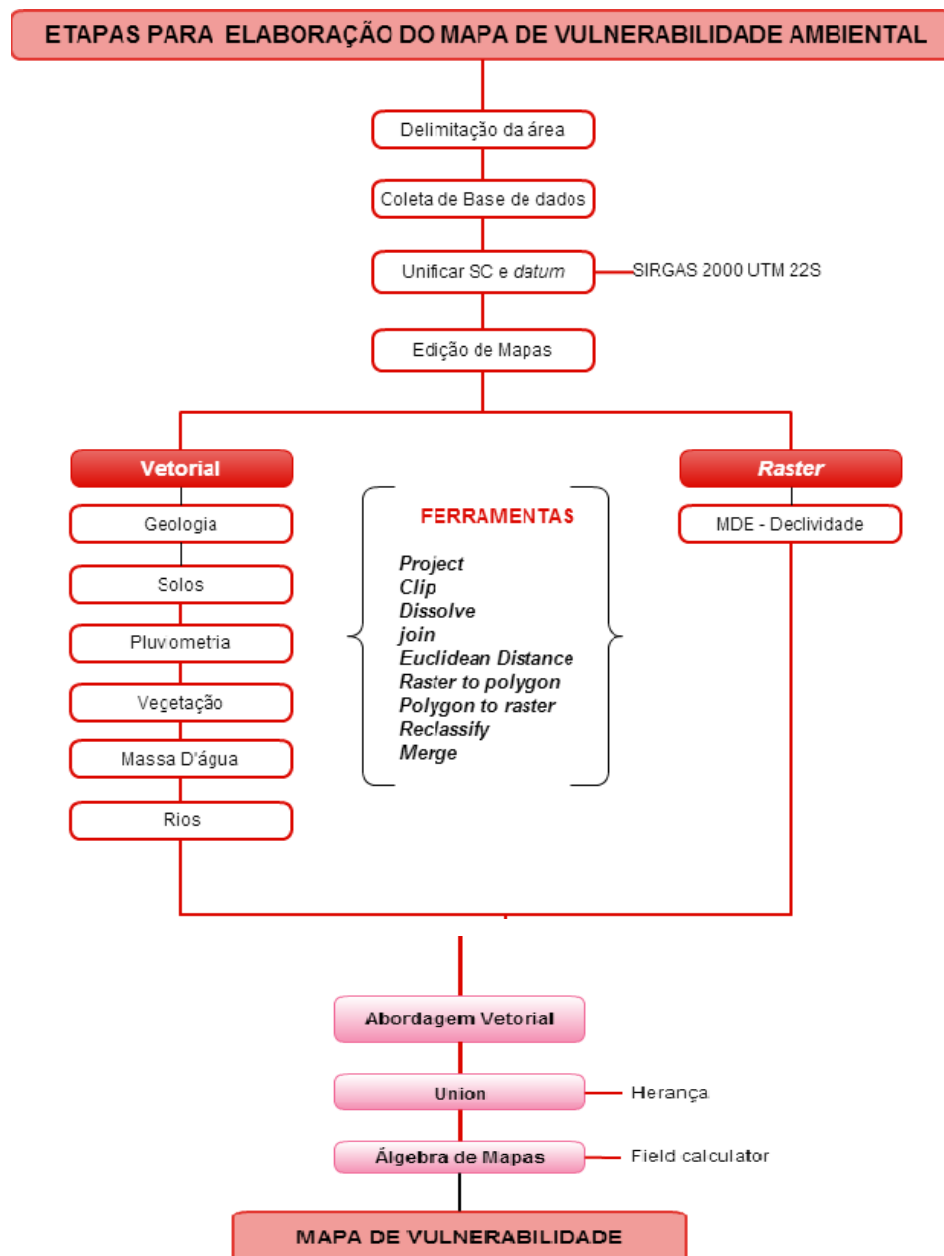 ETAPAS PARA ELABORAÇÃO DO MAPA DE VULNERABILIDADE AMBIENTAL
Delimitação da área
Coleta de Base de dados
Unificar SC e datum
SIRGAS 2000 UTM 22S
Edição de Mapas
Vetorial
Geologia
Solos
Pluviometria
Vegetação
Massa D'água
Rios
FERRAMENTAS
Project
Clip
Dissolve
join
Euclidean Distance
Raster to polygon
Polygon to raster
Reclassify
Merge
Raster
MDE - Declividade
Abordagem Vetorial
Union
Herança
Álgebra de Mapas
Field calculator
MAPA DE VULNERABILIDADE